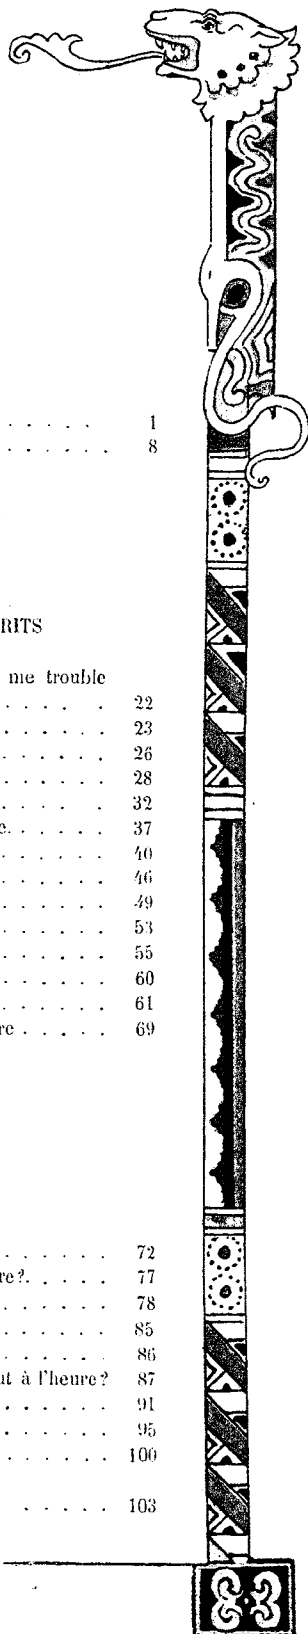 . . . . . 1
. . . . . . 8
RITS
me trouble
. . . . . 22
. . . . . . 23
. . . . . . 26
. . . . . . 28
. . . . . 32
e. . . . . . 37
. . . . . . 40
. . . . . . 46
. . . . . . 49
. . . . . . 53
. . . . . . 55
. . . . . . 60
. . . . . . 61
re . . . . . 69
. . . . . . 72
re?. . . . . 77
. . . . . . 78
. . . . . . 85
. . . . . . 86
ut à l'heure? 87
. . . . . . 91
. . . . . . 95
. . . . . . 100
. . . . . 103